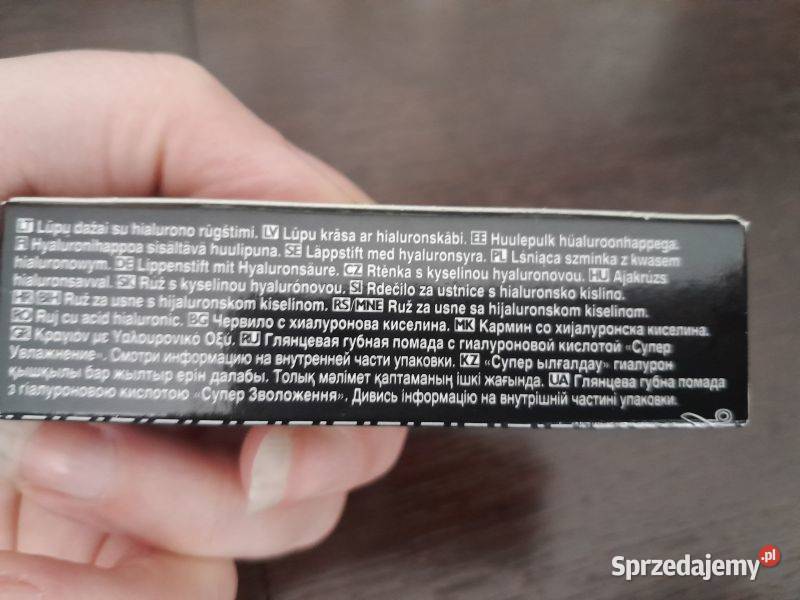 LT Lūpų dažai su hialurono rūgštimi. LV Lūpu krāsa ar hialuronskābi. EE Huulepulk hüaluroonhappega.
FI Hyaluronihappoa sisältävä huulipuna. SE Läppstift med hyaluronsyra. PL Lśniąca szminka z kwasem
hialuronowym. DE Lippenstift mit Hyaluronsäure. CZ Rtěnka s kyselinou hyaluronovou. HU Ajakrúzs
hialuronsavval. SK Rúž s kyselinou hyalurónovou. SI Rdečilo za ustnice s hialuronsko kislino.
HR BIH Ruž za usne s hijaluronskom kiselinom. RS/MNE Ruž za usne sa hijaluronskom kiselinom.
RO Ruj cu acid hialuronic. BG Червило с хиалуронова киселина. MK Кармин со хијалуронска киселина.
GR Κραγιον με Υαλουρονικό Οξύ. RU Глянцевая губная помада с гиалуроновой кислотой «Супер
Увлажнение». Смотри информацию на внутренней части упаковки. KZ «Супер ылғалдау» гиалурон
қышқылы бар жылтыр ерін далабы. Толық мәлімет қаптаманың ішкі жағында. UA Глянцева губна помада
з гіалуроновою кислотою «Супер Зволоження». Дивись інформацію на внутрішній частині упаковки.
Sprzedajemy.pl